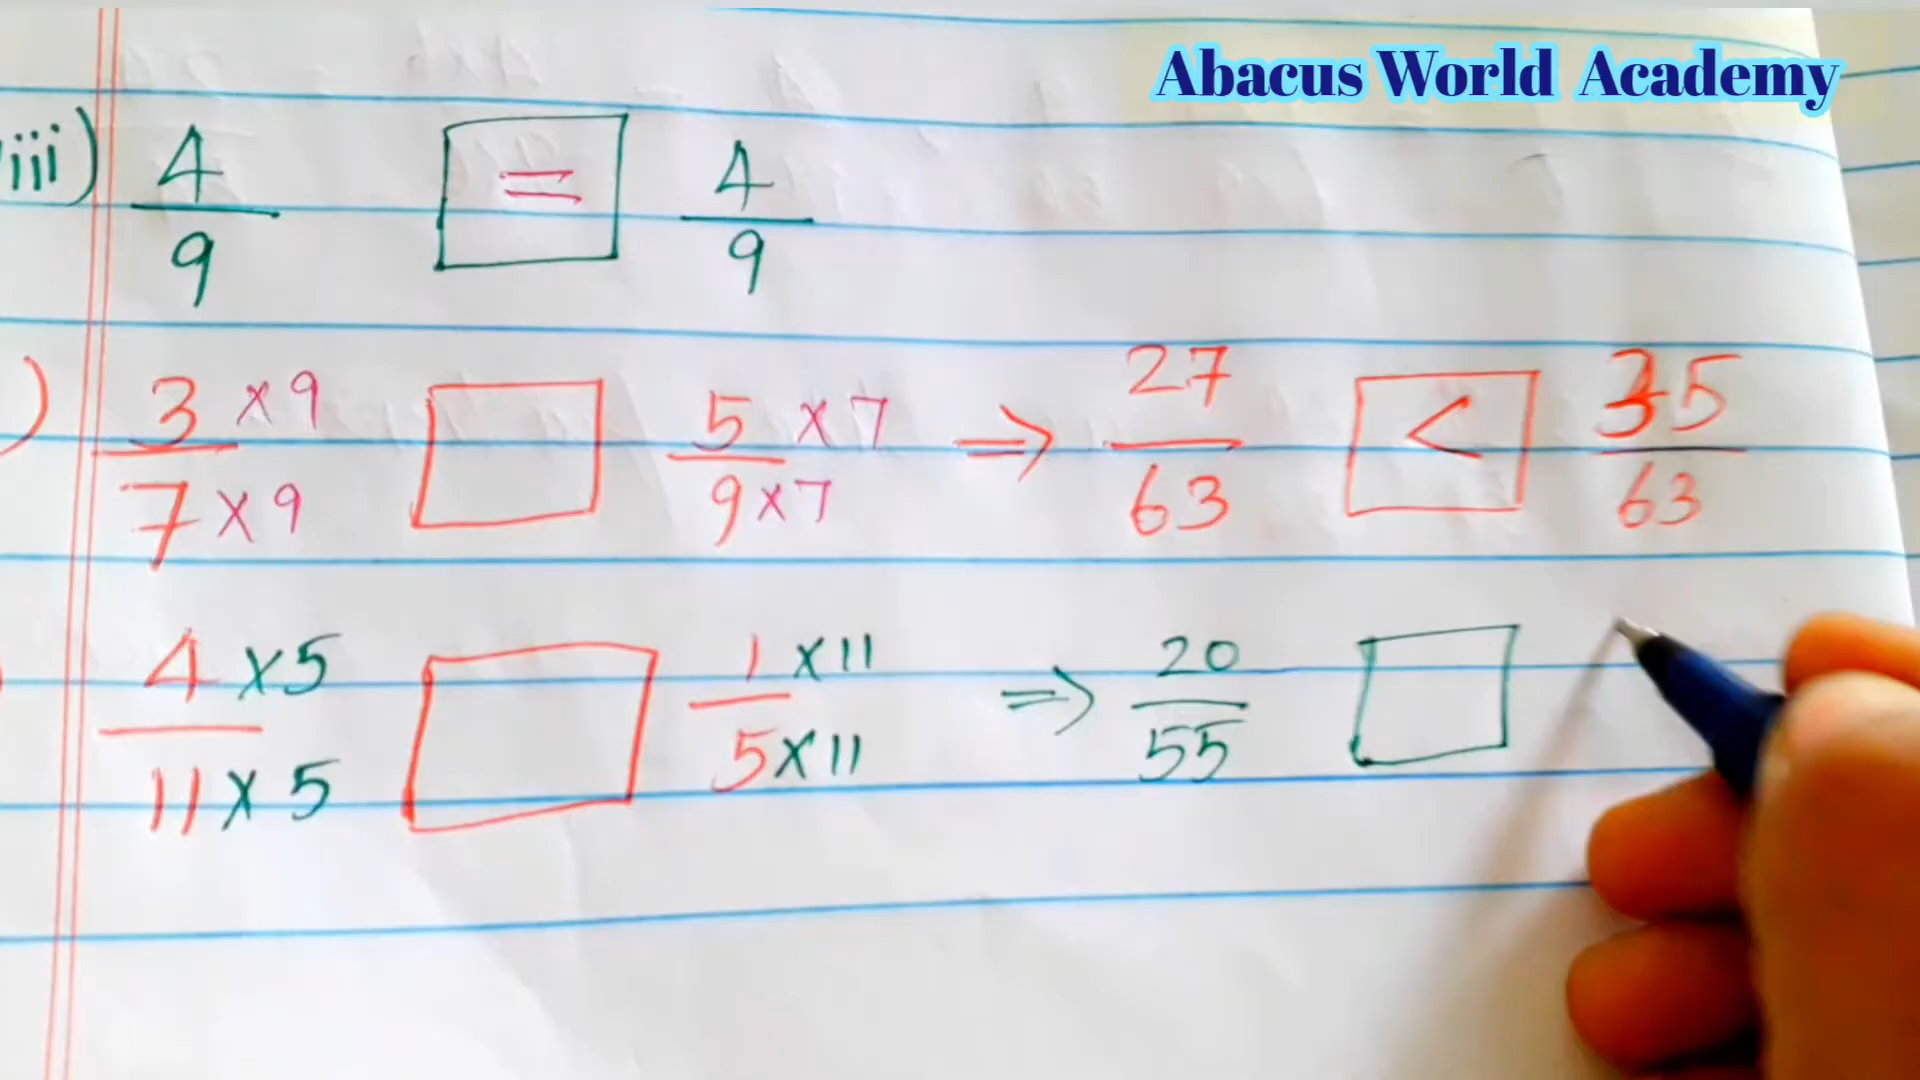 Abacus World Academy
iii) 4/9 = 4/9
) 3 × 9 / 7 × 9 □ 5 × 7 / 9 × 7 ⇒ 27/63 < 35/63
4 × 5 / 11 × 5 □ 1 × 11 / 5 × 11 ⇒ 20/55 □